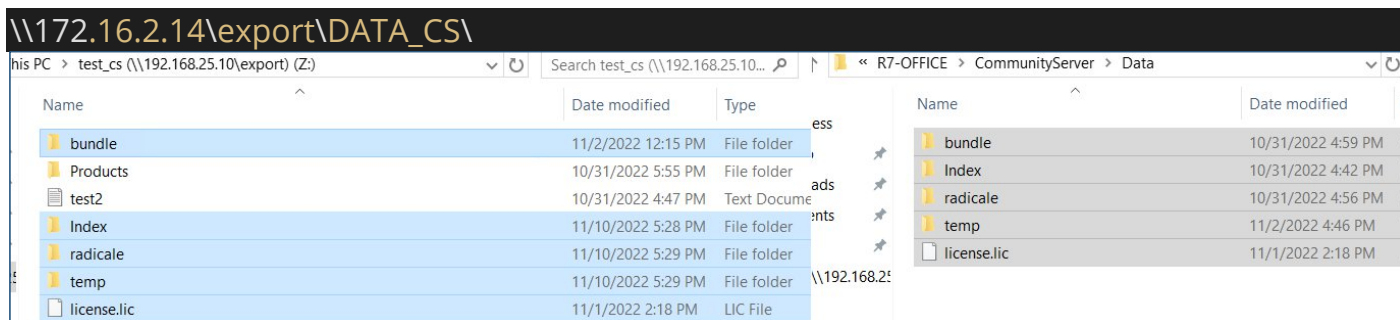 \\172.16.2.14\export\DATA_CS\
his PC > test_cs (\\192.168.25.10\export) (Z:)
Search test_cs (\\192.168.25.10...
« R7-OFFICE > CommunityServer > Data
Name Date modified Type
bundle 11/2/2022 12:15 PM File folder
Products 10/31/2022 5:55 PM File folder
test2 10/31/2022 4:47 PM Text Docume
Index 11/10/2022 5:28 PM File folder
radicale 11/10/2022 5:29 PM File folder
temp 11/10/2022 5:29 PM File folder
license.lic 11/1/2022 2:18 PM LIC File
ess
ads
ents
\\192.168.25
Name Date modified
bundle 10/31/2022 4:59 PM
Index 10/31/2022 4:42 PM
radicale 10/31/2022 4:56 PM
temp 11/2/2022 4:46 PM
license.lic 11/1/2022 2:18 PM